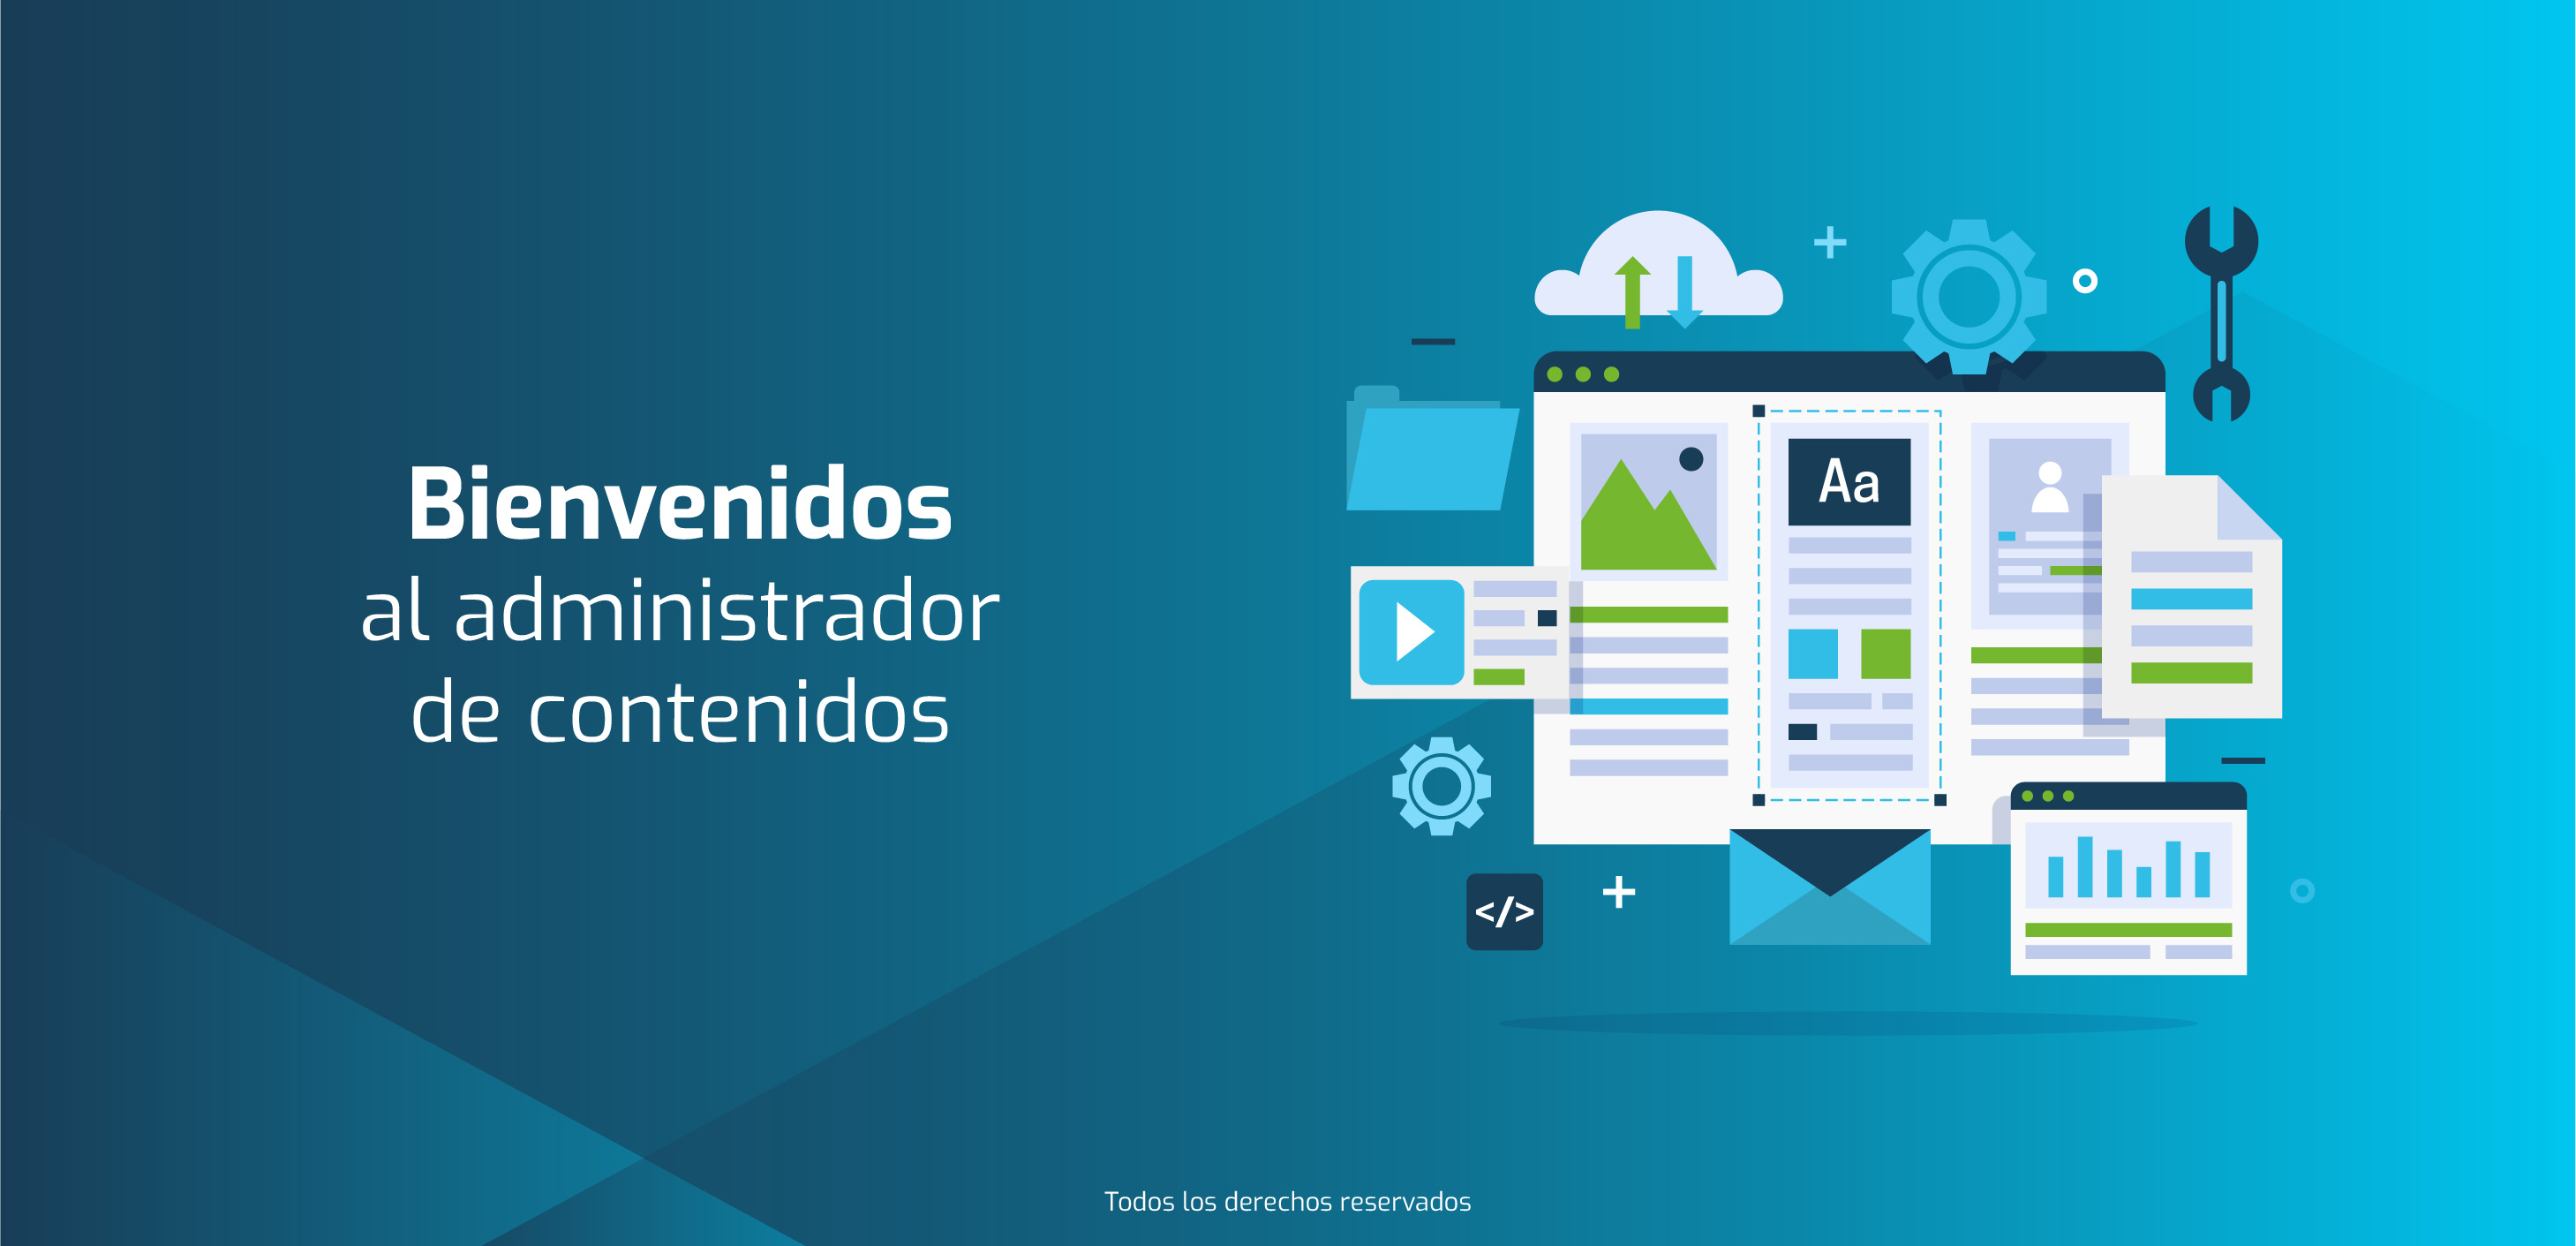 Bienvenidos
al administrador
de contenidos
Aa
</>
Todos los derechos reservados